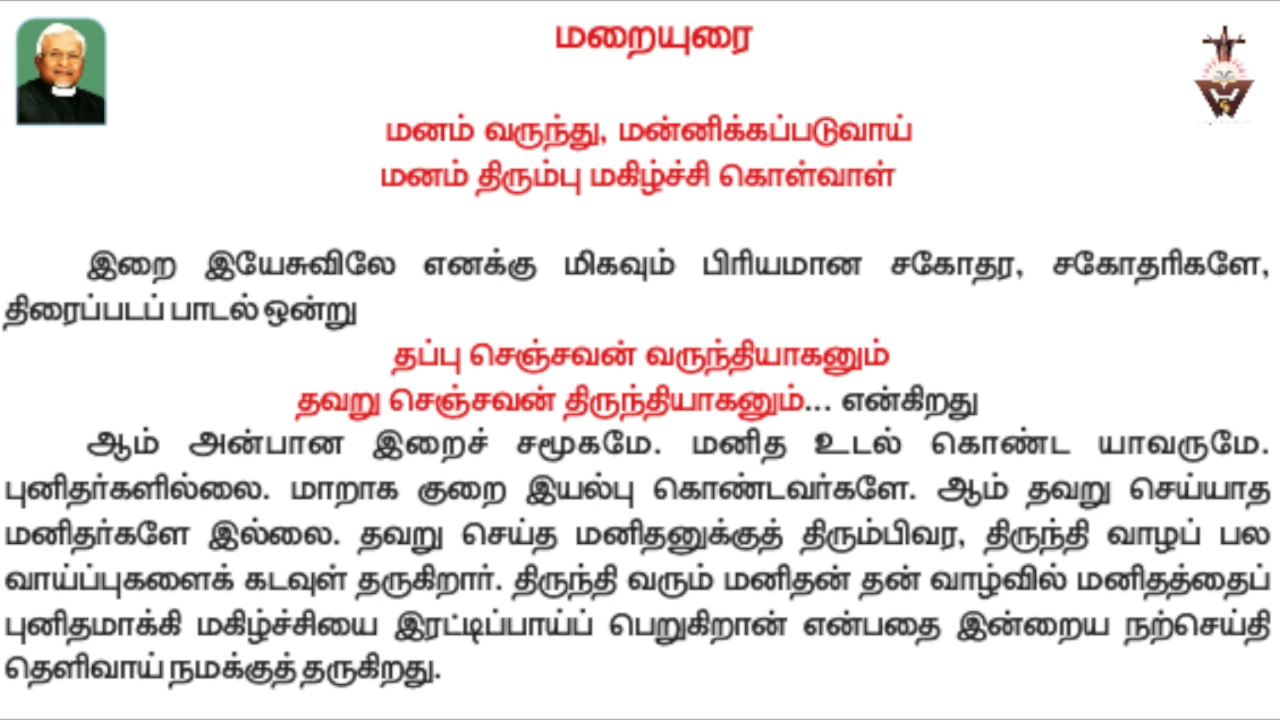 மறையுரை
மனம் வருந்து, மன்னிக்கப்படுவாய்
மனம் திரும்பு மகிழ்ச்சி கொள்வாள்
இறை இயேசுவிலே எனக்கு மிகவும் பிரியமான சகோதர, சகோதரிகளே,
திரைப்படப் பாடல் ஒன்று
தப்பு செஞ்சவன் வருந்தியாகனும்
தவறு செஞ்சவன் திருந்தியாகனும்... என்கிறது
ஆம் அன்பான இறைச் சமூகமே. மனித உடல் கொண்ட யாவருமே.
புனிதர்களில்லை. மாறாக குறை இயல்பு கொண்டவர்களே. ஆம் தவறு செய்யாத
மனிதர்களே இல்லை. தவறு செய்த மனிதனுக்குத் திரும்பிவர, திருந்தி வாழப் பல
வாய்ப்புகளைக் கடவுள் தருகிறார். திருந்தி வரும் மனிதன் தன் வாழ்வில் மனிதத்தைப்
புனிதமாக்கி மகிழ்ச்சியை இரட்டிப்பாய்ப் பெறுகிறான் என்பதை இன்றைய நற்செய்தி
தெளிவாய் நமக்குத் தருகிறது.